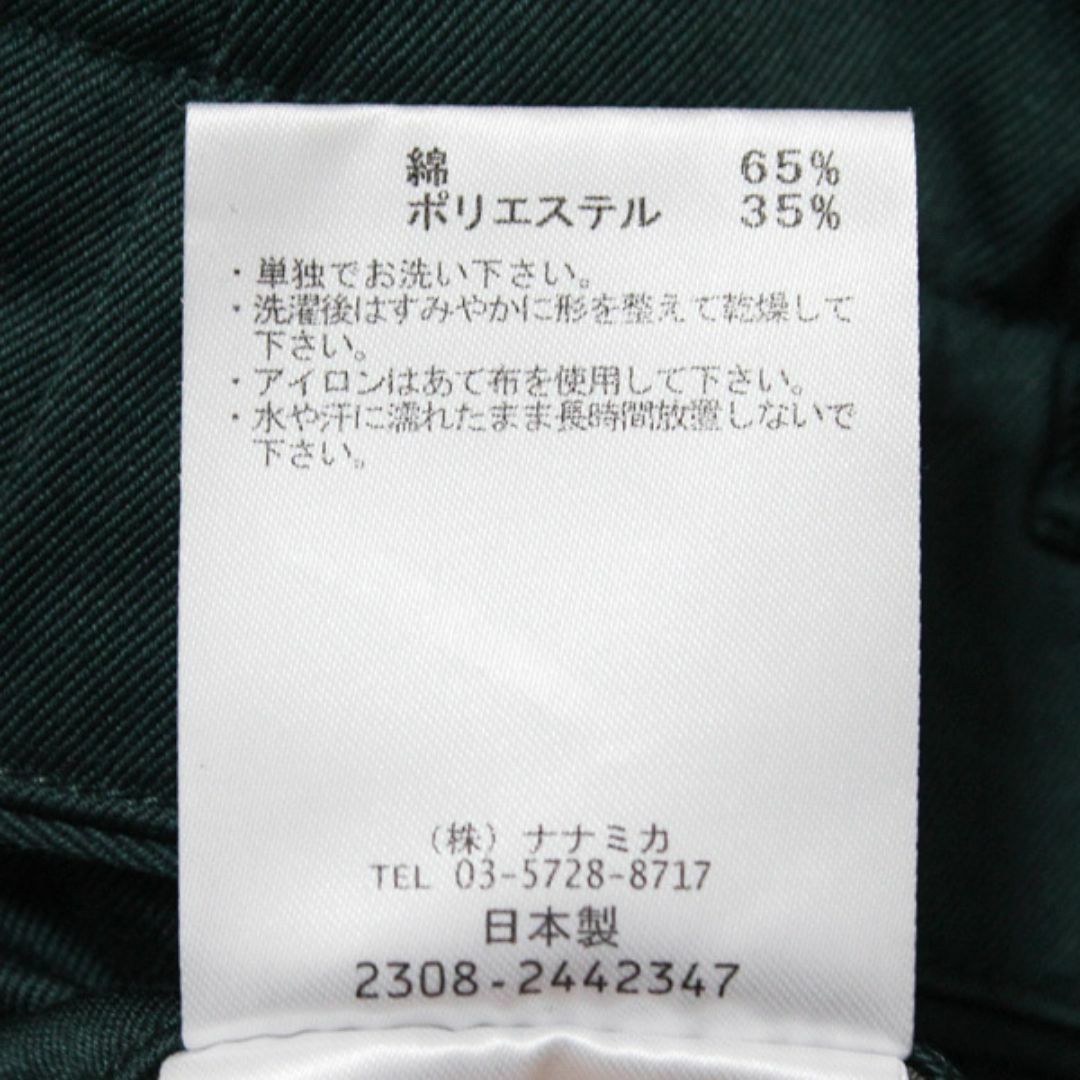 綿 65%
ポリエステル 35%
・単独でお洗い下さい。
・洗濯後はすみやかに形を整えて乾燥して
下さい。
・アイロンはあて布を使用して下さい。
・水や汗に濡れたまま長時間放置しないで
下さい。
(株) ナナミカ
TEL 03-5728-8717
日本製
2308-2442347